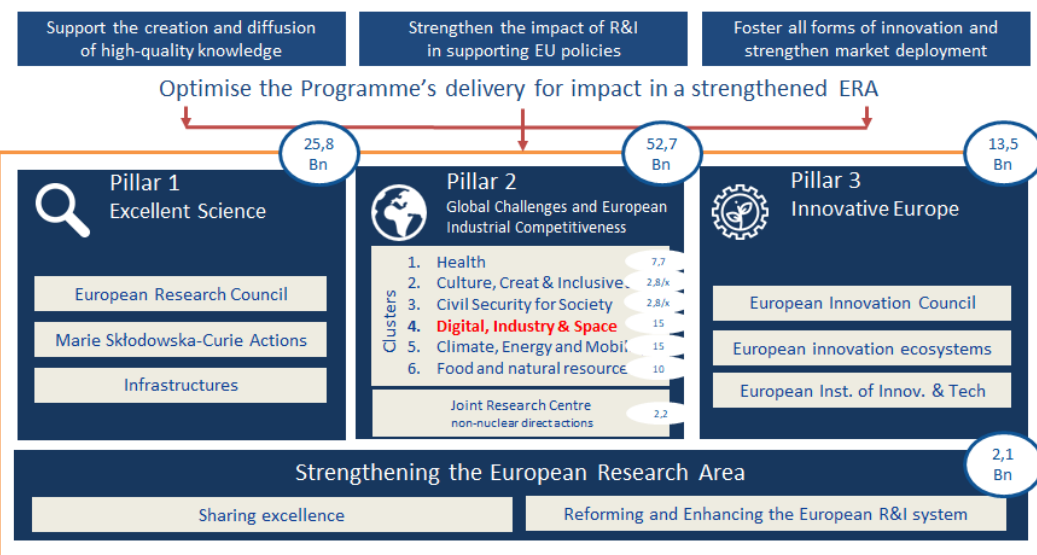 Support the creation and diffusion
of high-quality knowledge
Strengthen the impact of R&I
in supporting EU policies
Foster all forms of innovation and
strengthen market deployment
Optimise the Programme's delivery for impact in a strengthened ERA
25,8
Bn
52,7
Bn
13,5
Bn
Pillar 1
Excellent Science
European Research Council
Marie Skłodowska-Curie Actions
Infrastructures
Pillar 2
Global Challenges and European
Industrial Competitiveness
Clusters
1. Health 7,7
2. Culture, Creat & Inclusive 2,8/x
3. Civil Security for Society 2,8/x
4. Digital, Industry & Space 15
5. Climate, Energy and Mobil 15
6. Food and natural resource 10
Joint Research Centre
non-nuclear direct actions
2,2
Pillar 3
Innovative Europe
European Innovation Council
European innovation ecosystems
European Inst. of Innov. & Tech
2,1
Bn
Strengthening the European Research Area
Sharing excellence
Reforming and Enhancing the European R&I system